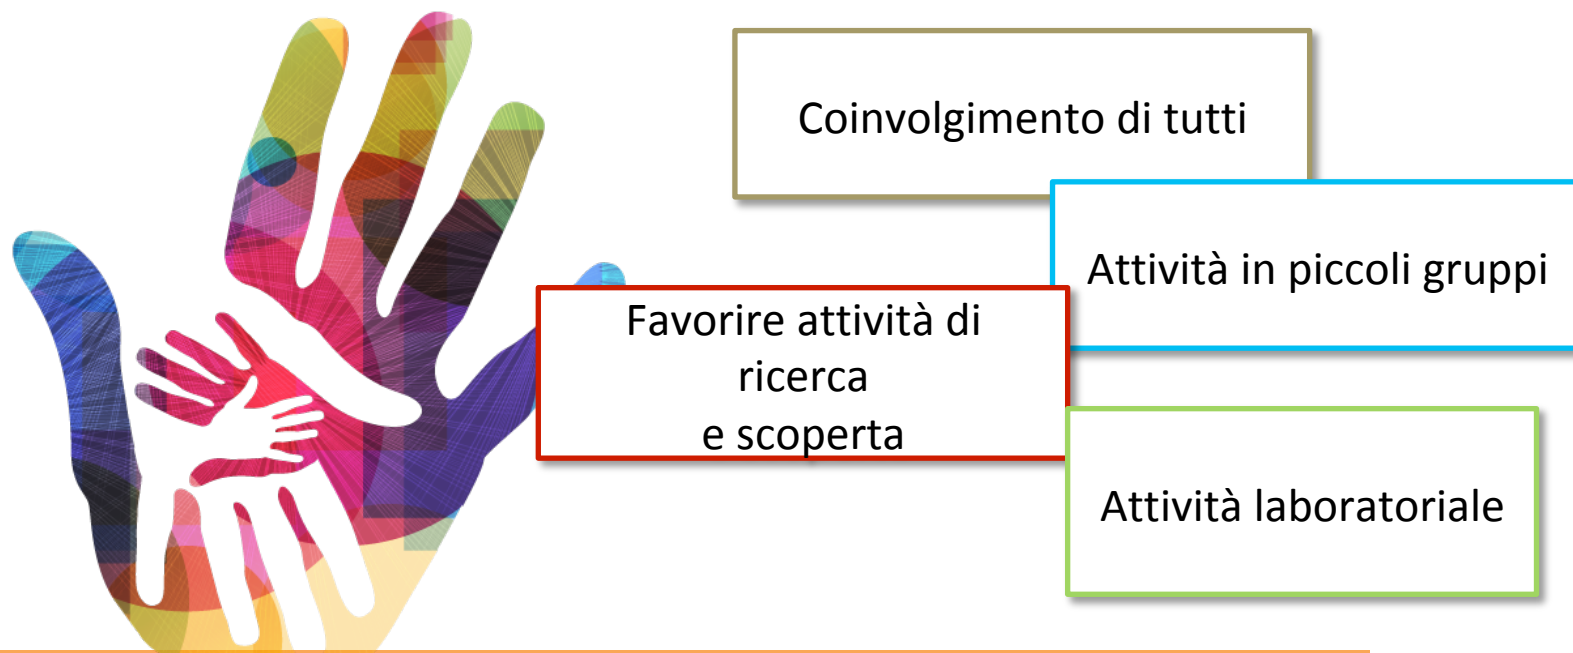 Coinvolgimento di tutti
Attività in piccoli gruppi
Favorire attività di
ricerca
e scoperta
Attività laboratoriale